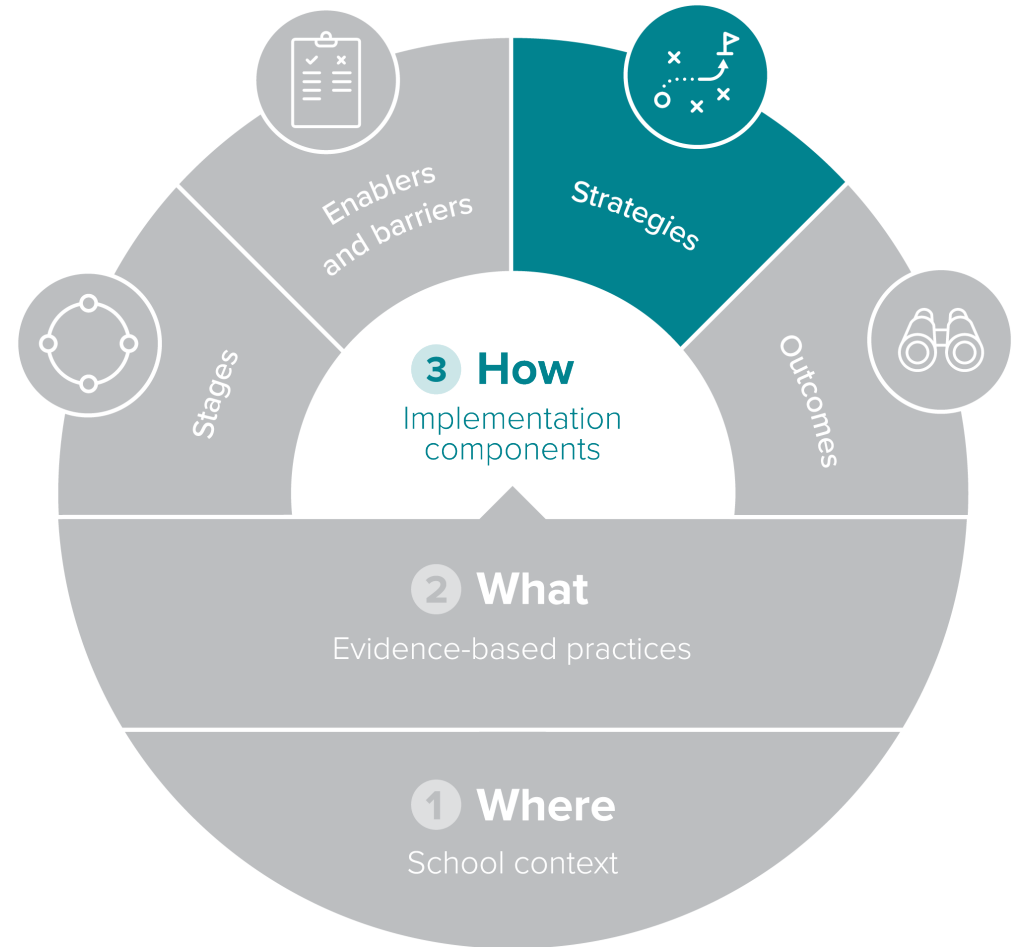 Enablers
and barriers
Strategies
Stages
Outcomes
3 How
Implementation
components
2 What
Evidence-based practices
1 Where
School context